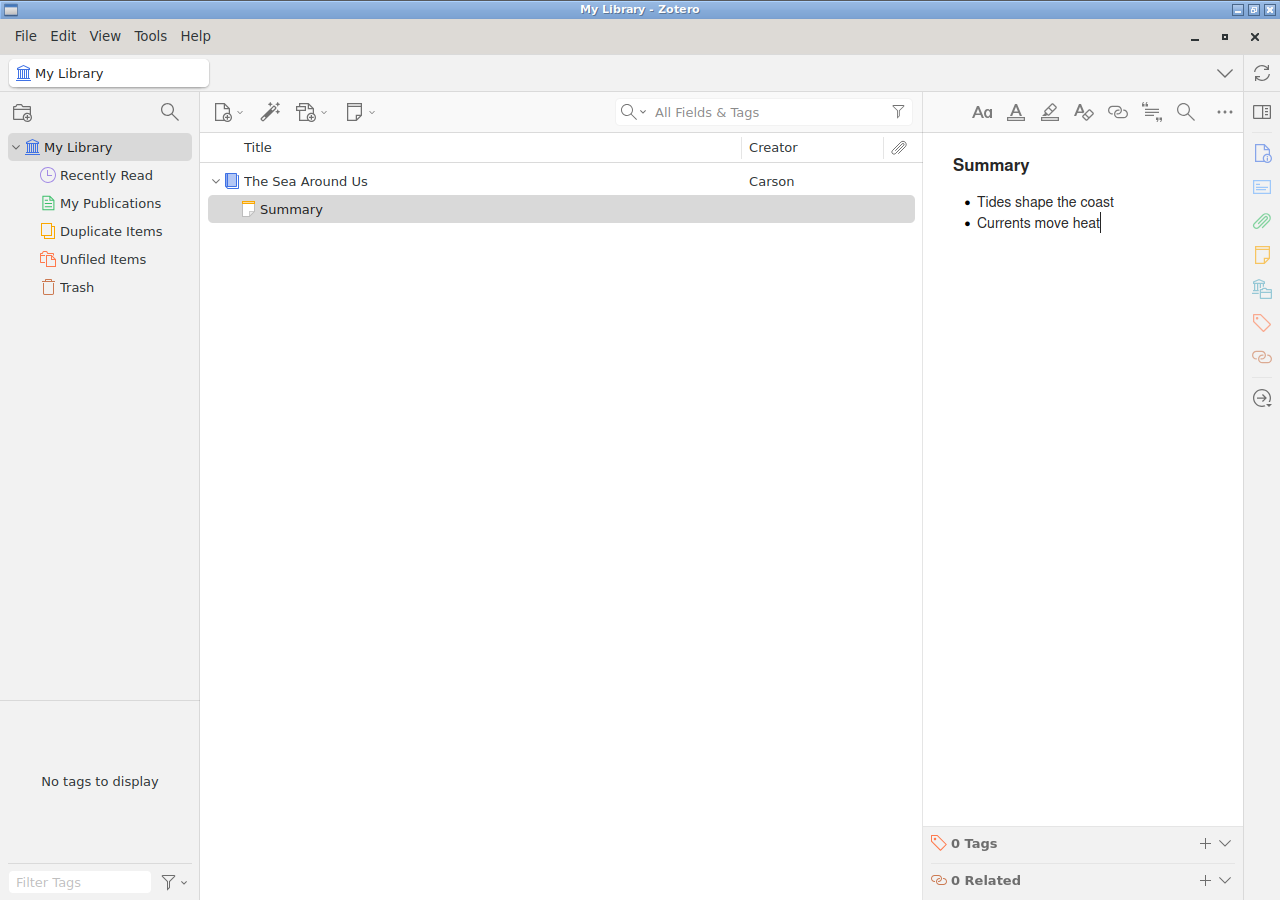 My Library - Zotero
File Edit View Tools Help
My Library
All Fields & Tags
My Library
Recently Read
My Publications
Duplicate Items
Unfiled Items
Trash
No tags to display
Filter Tags
Title Creator
The Sea Around Us Carson
Summary
Aa
Summary
• Tides shape the coast
• Currents move heat
0 Tags
0 Related